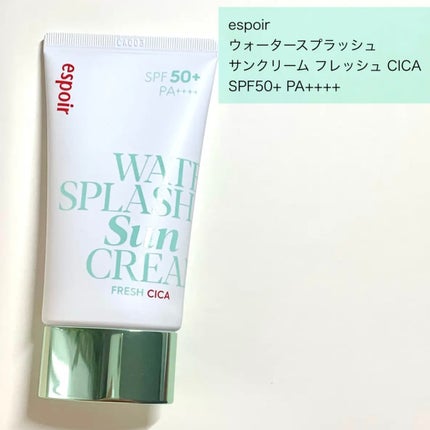 espoir
ウォータースプラッシュ
サンクリーム フレッシュ CICA
SPF50+ PA++++
espoir
SPF 50+
PA++++
WAT
SPLASH
Sun
CREA
FRESH CICA